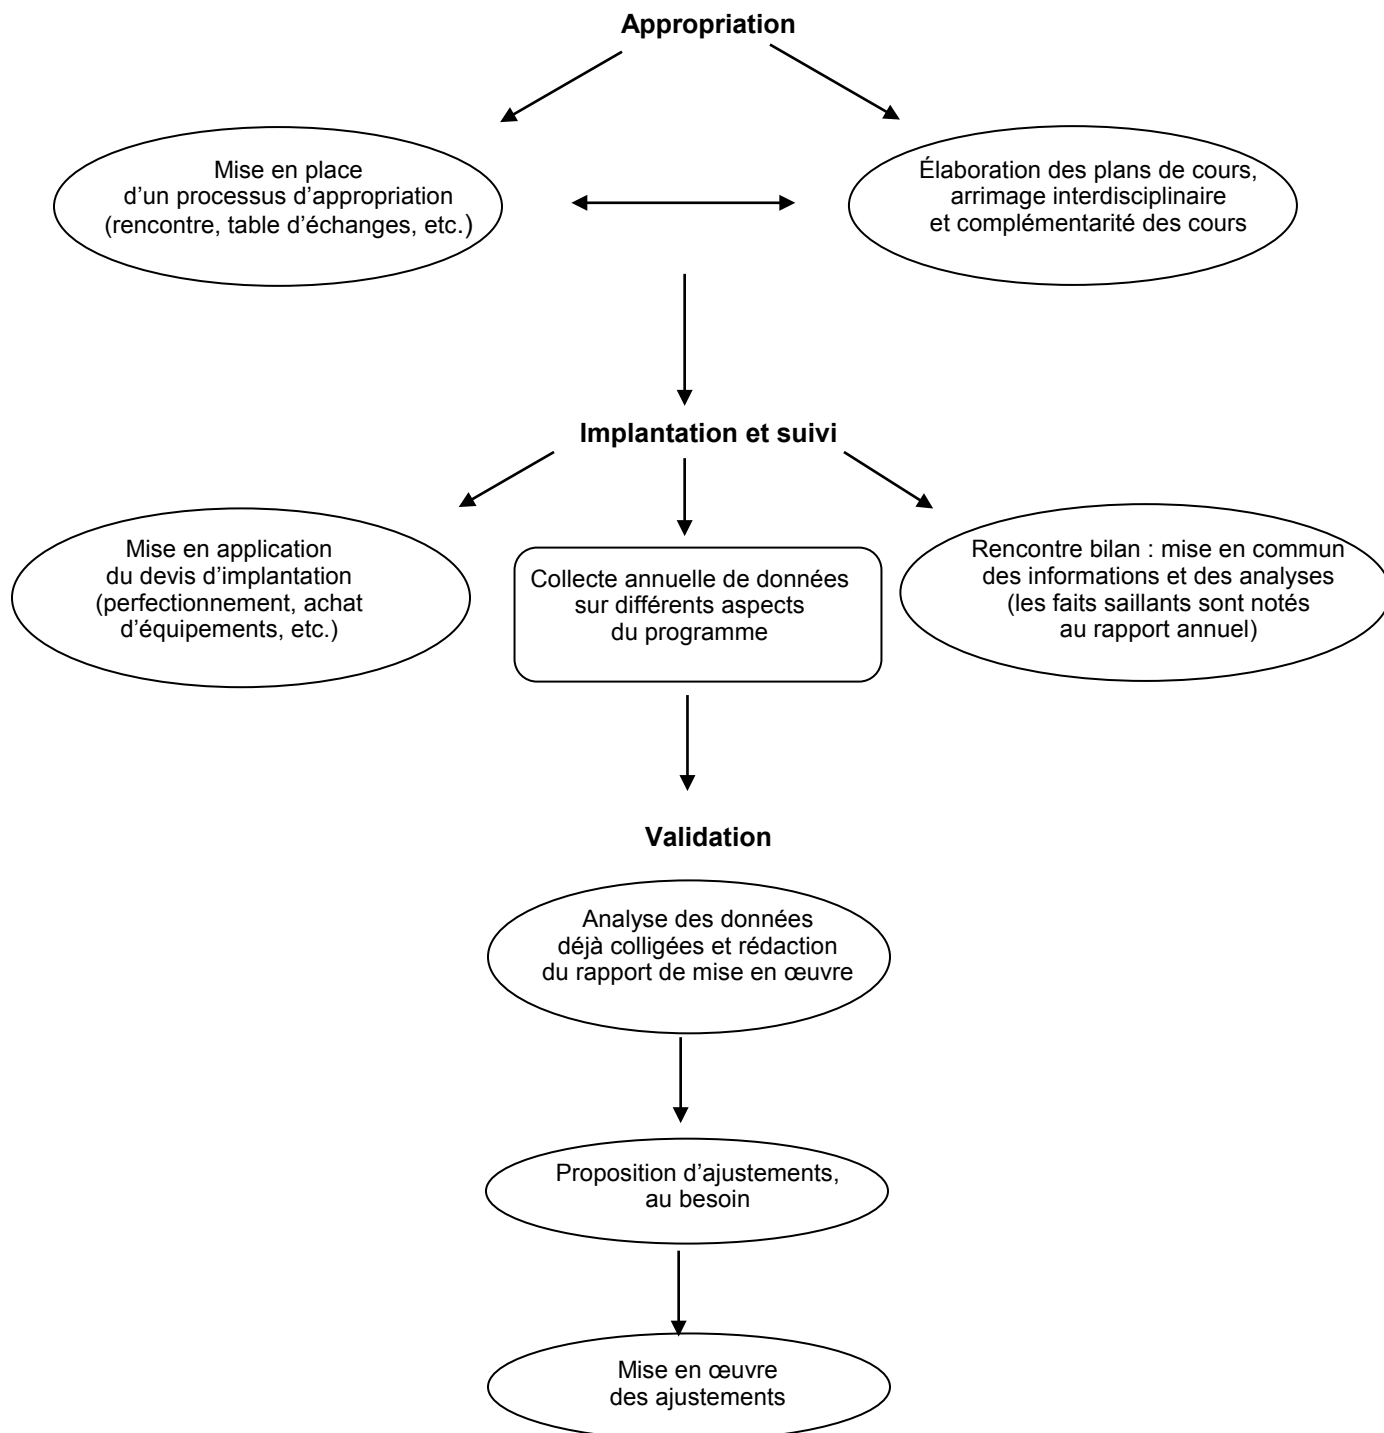 Appropriation
Mise en place
d’un processus d’appropriation
(rencontre, table d’échanges, etc.)
Élaboration des plans de cours,
arrimage interdisciplinaire
et complémentarité des cours
Implantation et suivi
Mise en application
du devis d’implantation
(perfectionnement, achat
d’équipements, etc.)
Collecte annuelle de données
sur différents aspects
du programme
Rencontre bilan : mise en commun
des informations et des analyses
(les faits saillants sont notés
au rapport annuel)
Validation
Analyse des données
déjà colligées et rédaction
du rapport de mise en œuvre
Proposition d’ajustements,
au besoin
Mise en œuvre
des ajustements